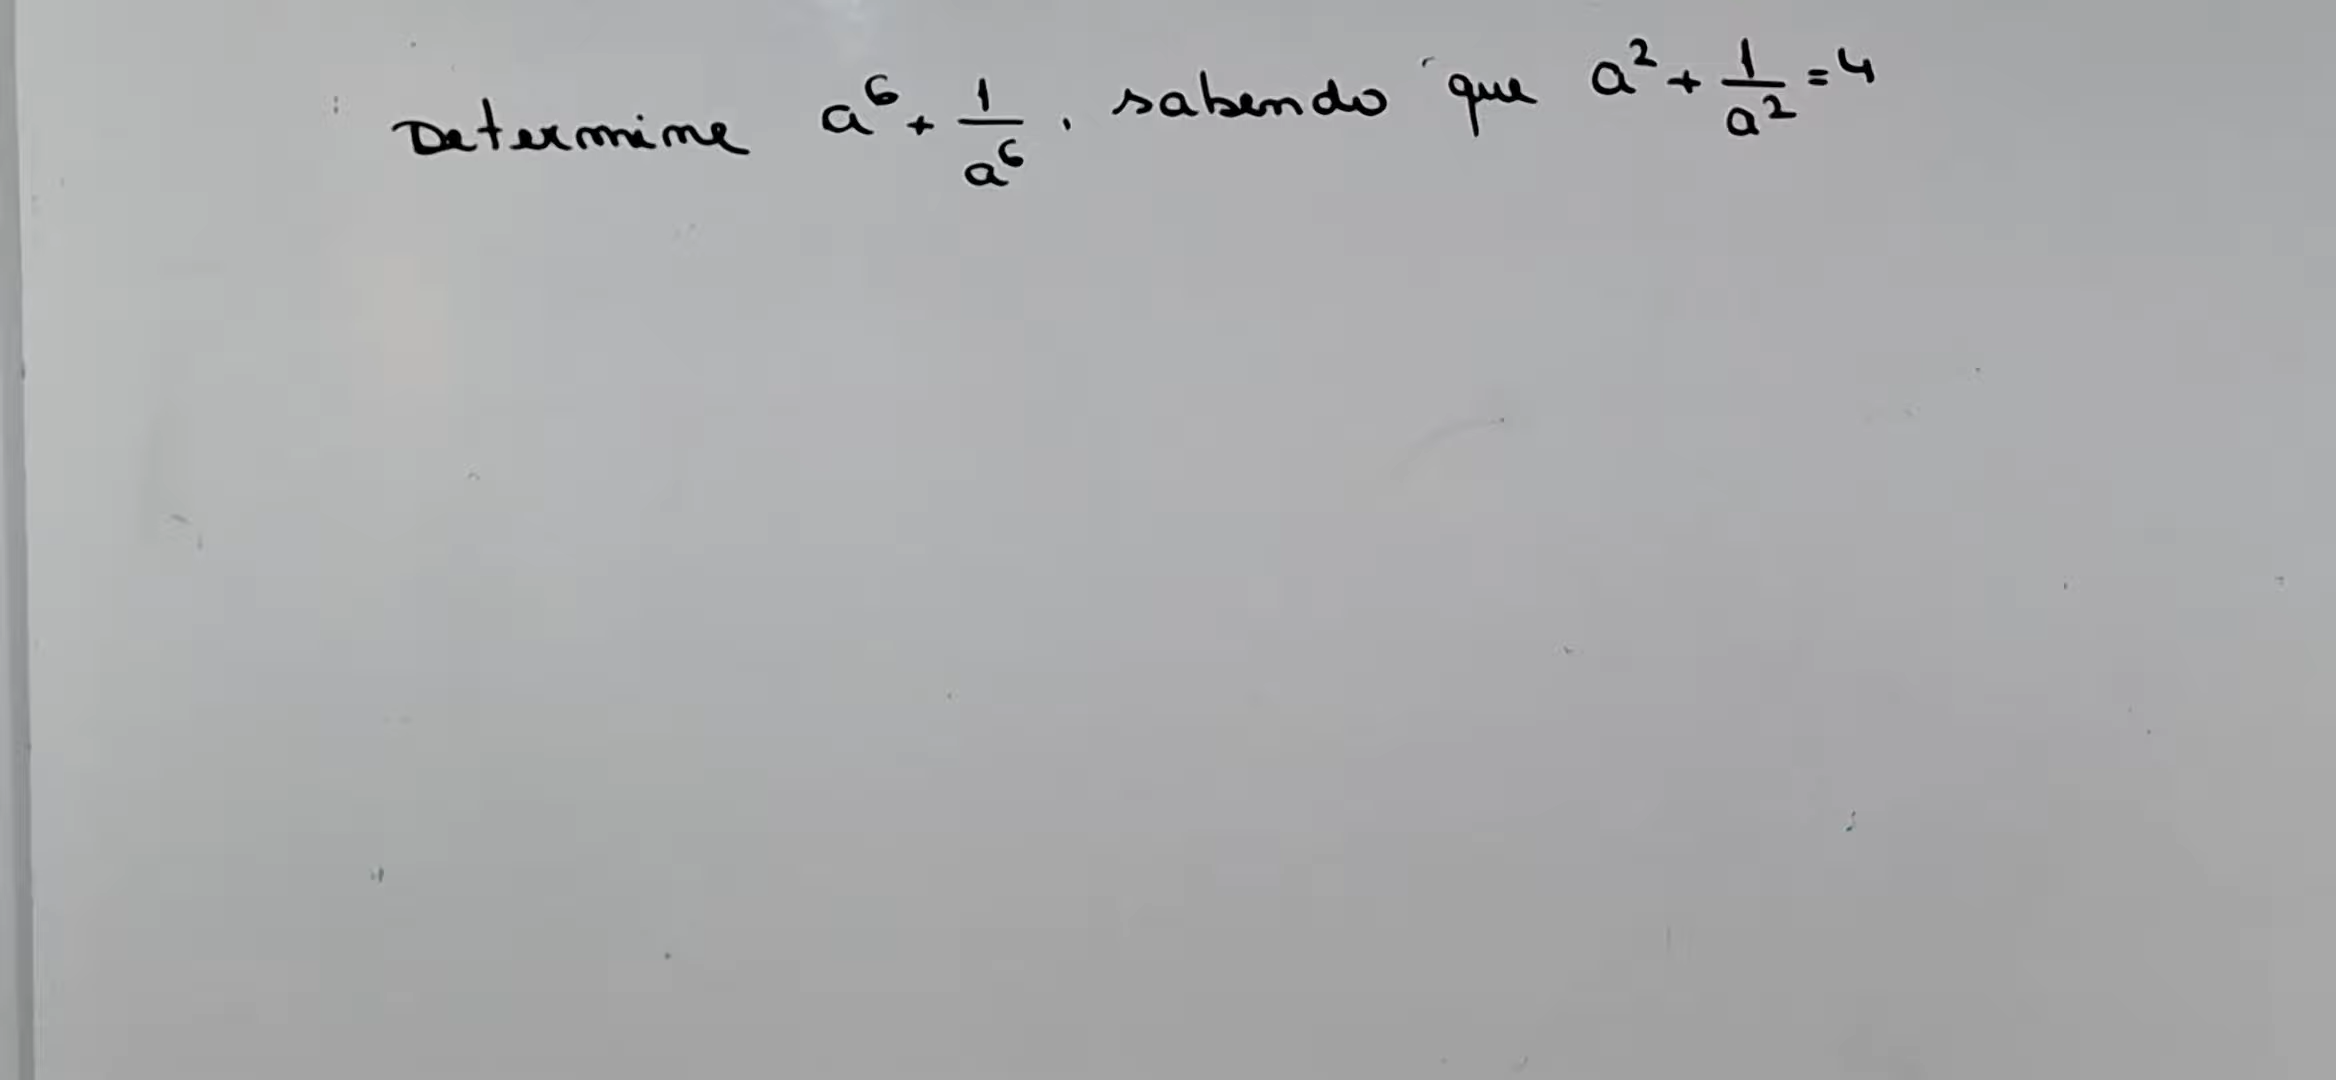 Determine a⁶ + 1/a⁶, sabendo que a² + 1/a² = 4